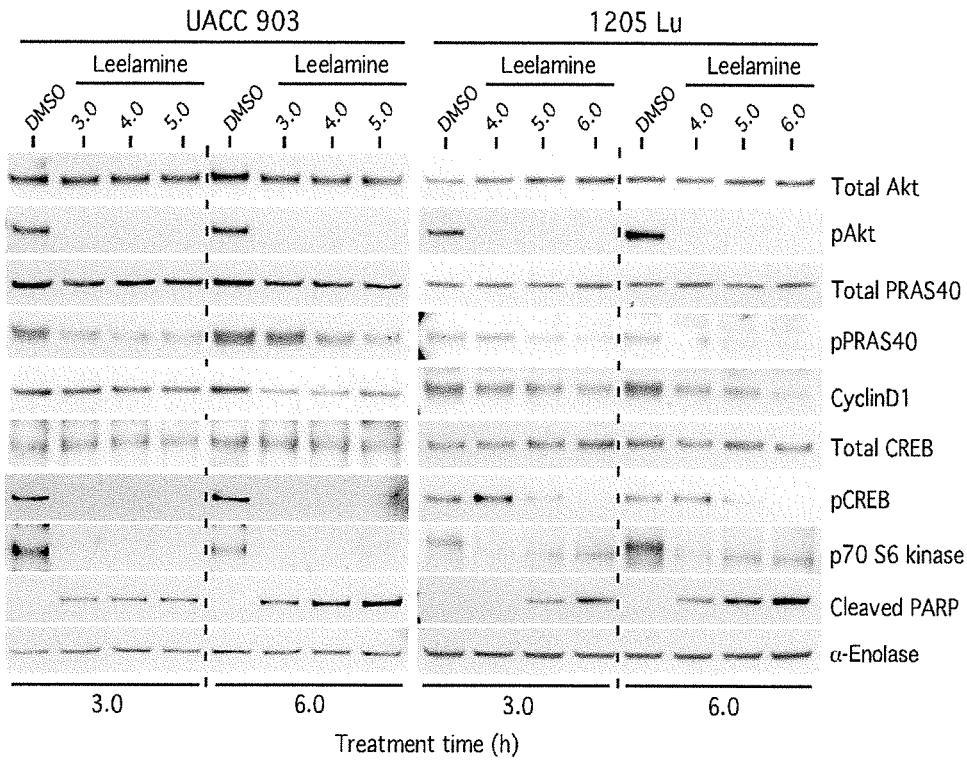 UACC 903 1205 Lu
Leelamine Leelamine Leelamine Leelamine
DMSO 3.0 4.0 5.0 DMSO 3.0 4.0 5.0 DMSO 4.0 5.0 6.0 DMSO 4.0 5.0 6.0
Total Akt
pAkt
Total PRAS40
pPRAS40
CyclinD1
Total CREB
pCREB
p70 S6 kinase
Cleaved PARP
α-Enolase
3.0 6.0 3.0 6.0
Treatment time (h)